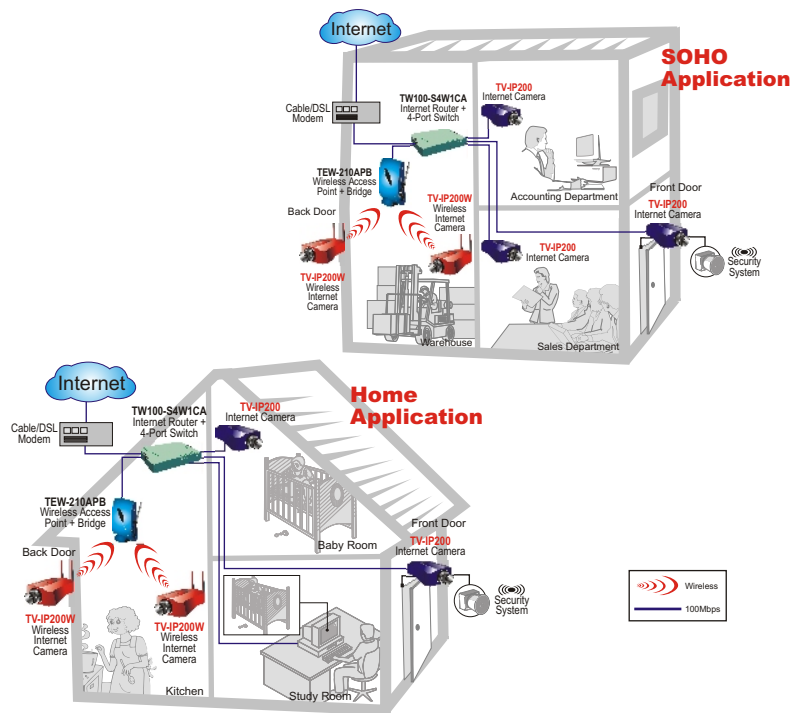 Internet
SOHO
Application
Cable/DSL
Modem
TW100-S4W1CA
Internet Router +
4-Port Switch
TV-IP200
Internet Camera
TEW-210APB
Wireless Access
Point + Bridge
Accounting Department
Front Door
TV-IP200
Internet Camera
Back Door
TV-IP200W
Wireless
Internet
Camera
TV-IP200
Internet Camera
Security
System
TV-IP200W
Wireless
Internet
Camera
Warehouse
Sales Department
Internet
Home
Application
Cable/DSL
Modem
TW100-S4W1CA
Internet Router +
4-Port Switch
TV-IP200
Internet Camera
TEW-210APB
Wireless Access
Point + Bridge
Baby Room
Front Door
TV-IP200
Internet Camera
Back Door
TV-IP200W
Wireless
Internet
Camera
TV-IP200W
Wireless
Internet
Camera
Security
System
Kitchen
Study Room
Wireless
100Mbps